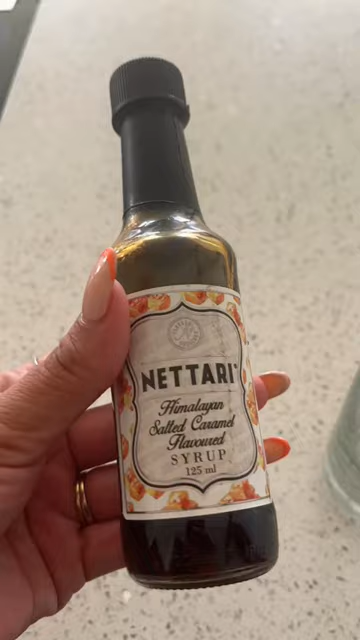 NETTARI
Himalayan
Salted Caramel
Flavoured
SYRUP
125 ml